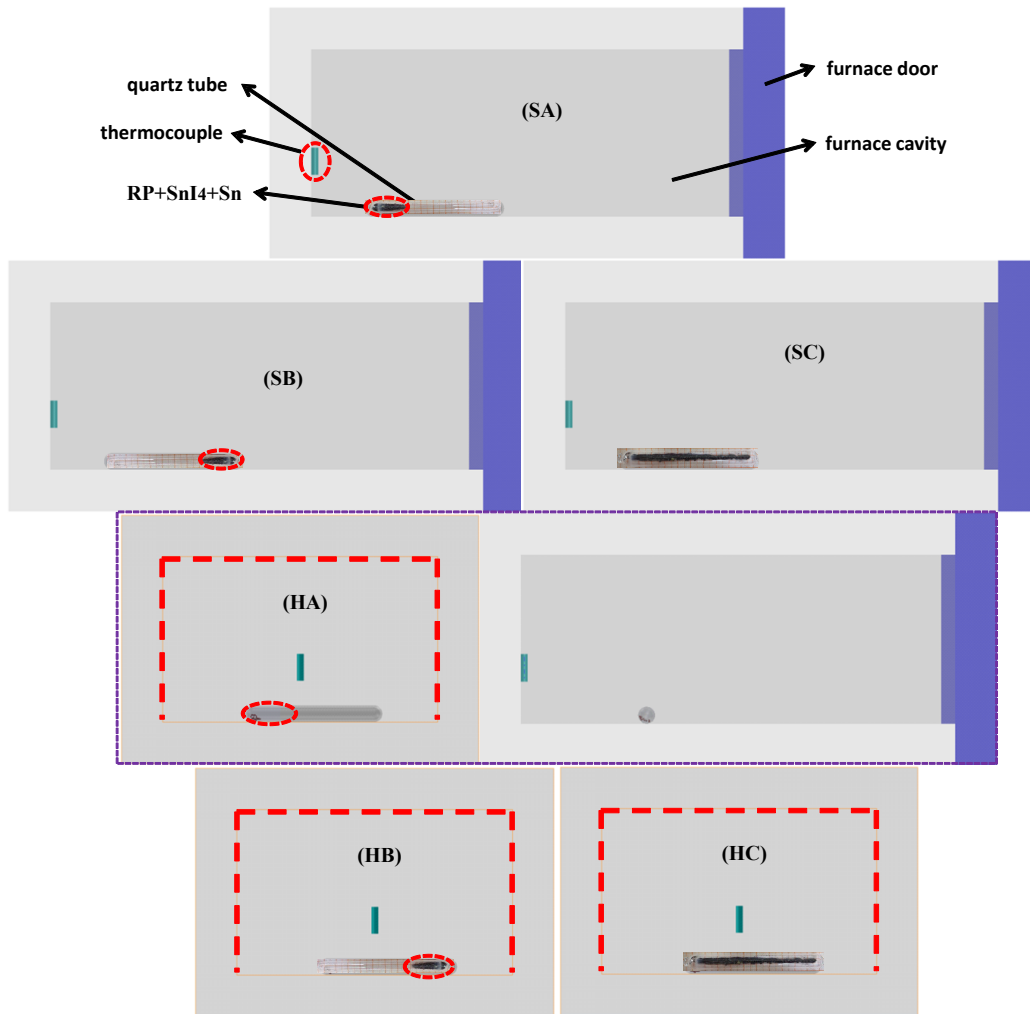 quartz tube
thermocouple
RP+SnI4+Sn
(SA)
furnace door
furnace cavity
(SB)
(SC)
(HA)
(HB)
(HC)